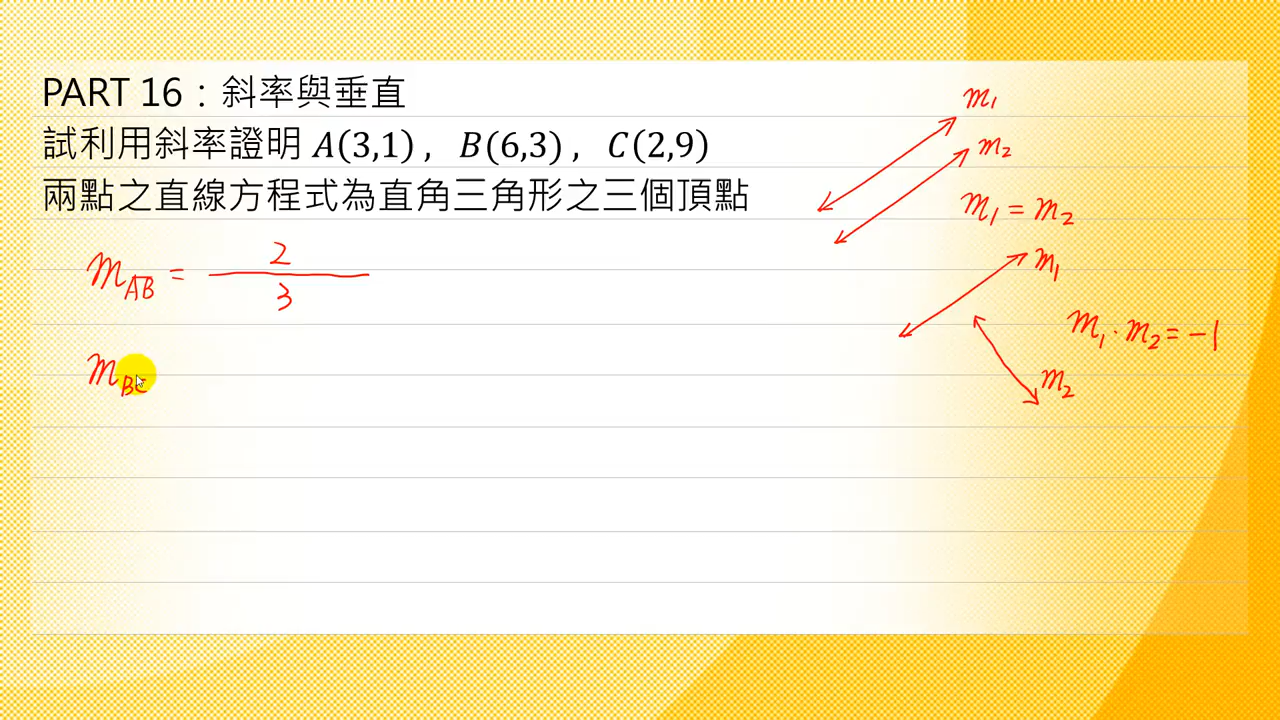 PART 16：斜率與垂直
試利用斜率證明 A(3,1)， B(6,3)， C(2,9)
兩點之直線方程式為直角三角形之三個頂點
m_AB = 2/3
m_BC
m₁
m₂
m₁ = m₂
m₁
m₁ · m₂ = -1
m₂